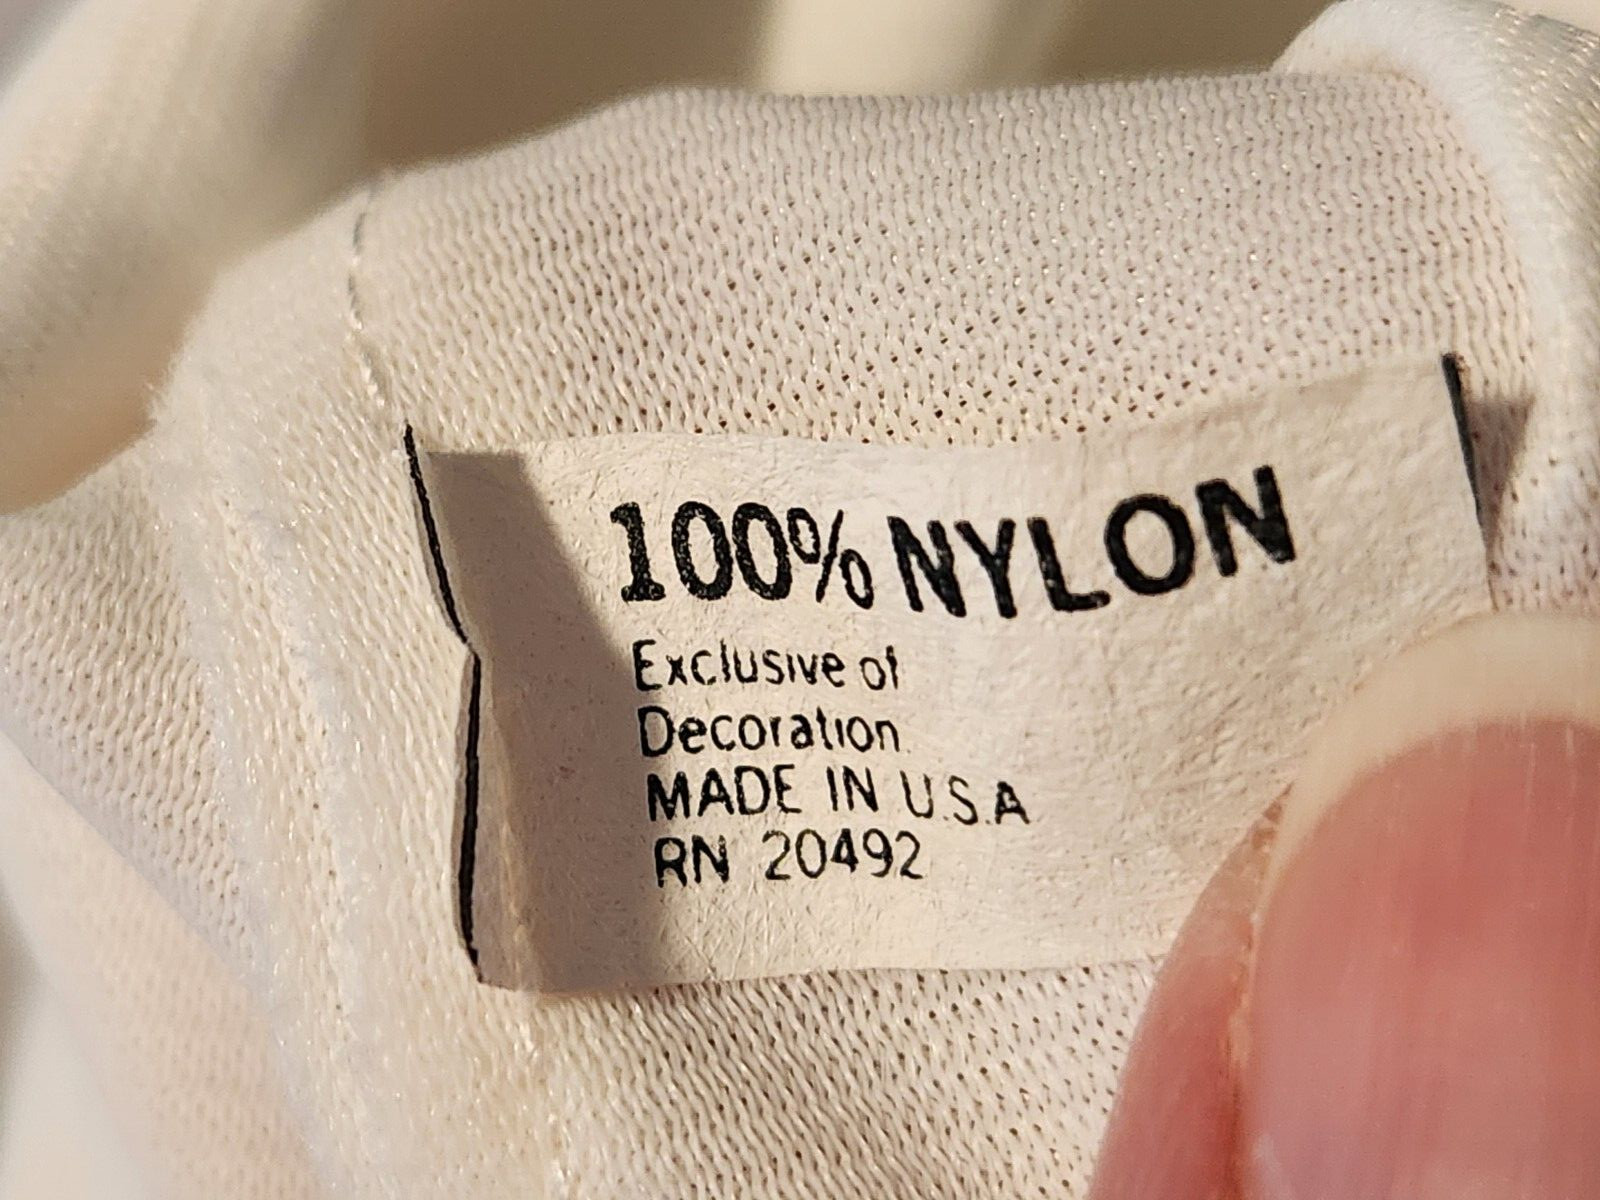 100% NYLON
Exclusive of
Decoration
MADE IN U.S.A
RN 20492